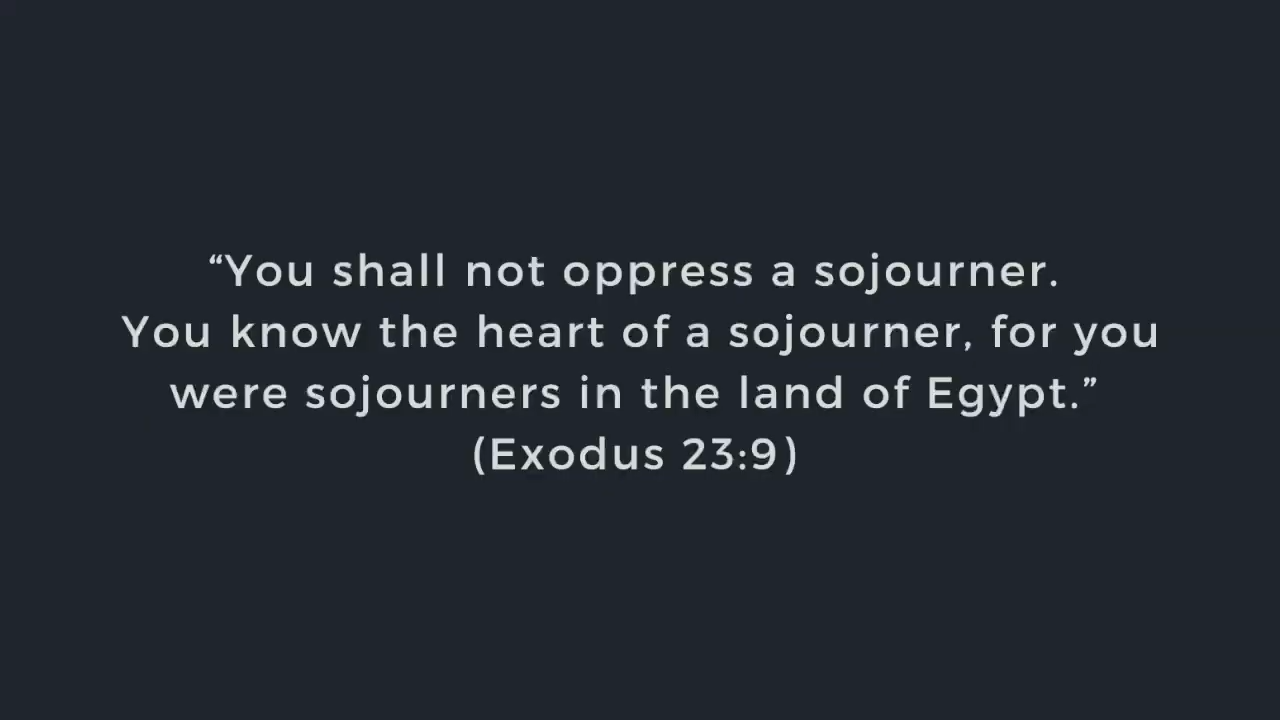 “You shall not oppress a sojourner.
You know the heart of a sojourner, for you
were sojourners in the land of Egypt.”
(Exodus 23:9)